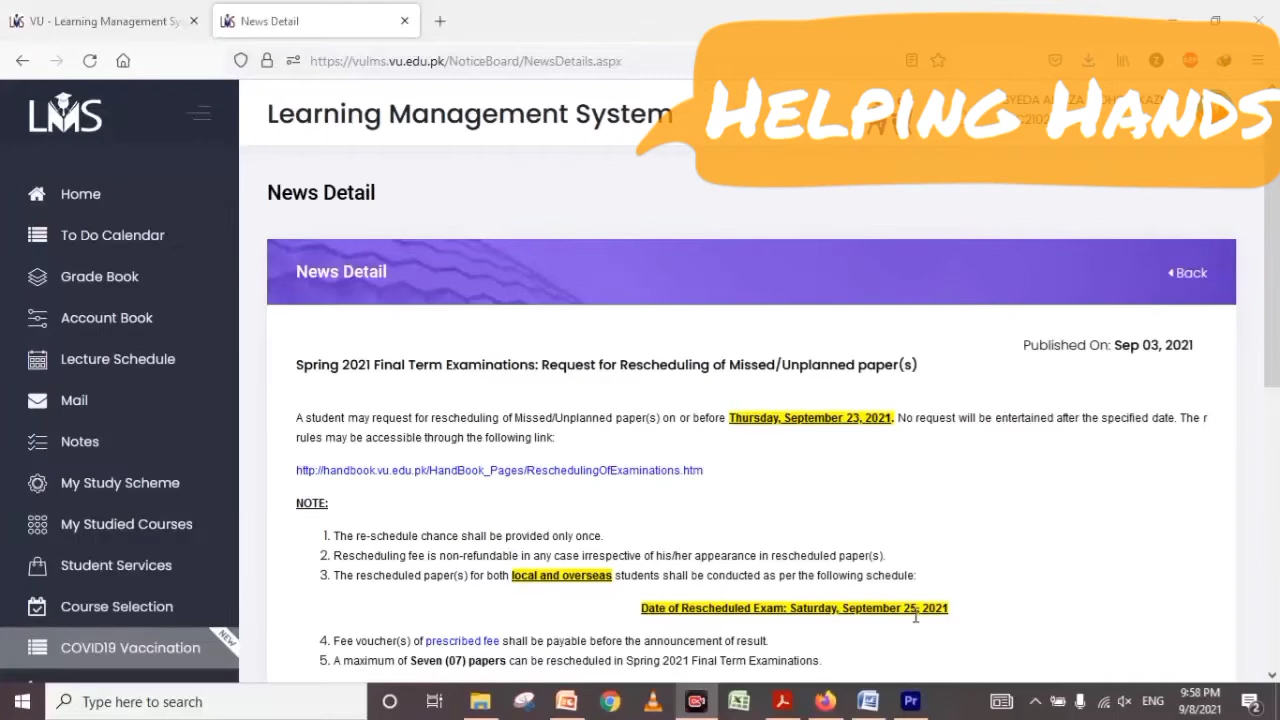 VU - Learning Management Sys
News Detail
https://vulms.vu.edu.pk/NoticeBoard/NewsDetails.aspx
HELPING HANDS
LMS
Learning Management System
Home
To Do Calendar
Grade Book
Account Book
Lecture Schedule
Mail
Notes
My Study Scheme
My Studied Courses
Student Services
Course Selection
COVID19 Vaccination
NEW
News Detail
News Detail
Back
Published On: Sep 03, 2021
Spring 2021 Final Term Examinations: Request for Rescheduling of Missed/Unplanned paper(s)
A student may request for rescheduling of Missed/Unplanned paper(s) on or before Thursday, September 23, 2021. No request will be entertained after the specified date. The r
rules may be accessible through the following link:
http://handbook.vu.edu.pk/HandBook_Pages/ReschedulingOfExaminations.htm
NOTE:
1. The re-schedule chance shall be provided only once.
2. Rescheduling fee is non-refundable in any case irrespective of his/her appearance in rescheduled paper(s).
3. The rescheduled paper(s) for both local and overseas students shall be conducted as per the following schedule:
Date of Rescheduled Exam: Saturday, September 25, 2021
4. Fee voucher(s) of prescribed fee shall be payable before the announcement of result.
5. A maximum of Seven (07) papers can be rescheduled in Spring 2021 Final Term Examinations.
Type here to search
ENG
9:58 PM
9/8/2021
2